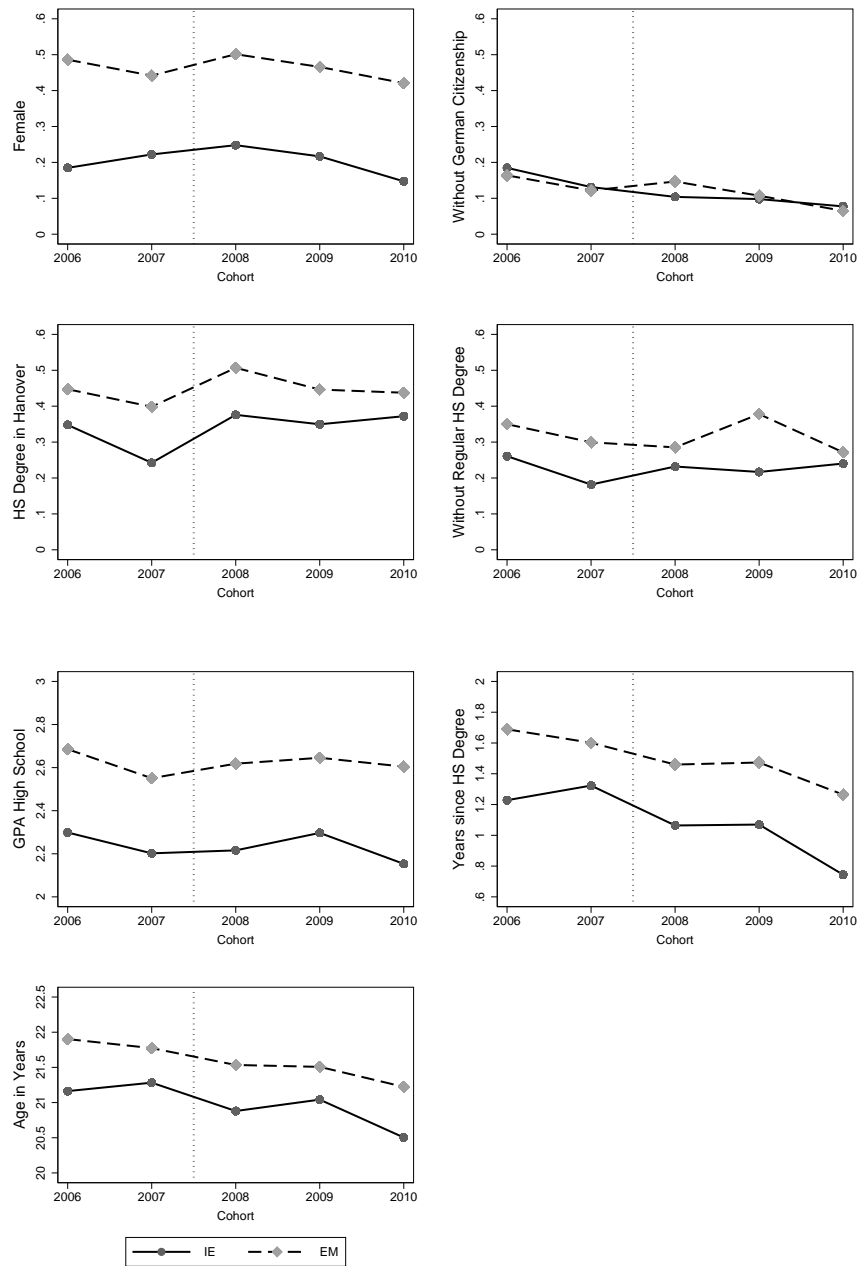 Female
0 .1 .2 .3 .4 .5 .6
2006 2007 2008 2009 2010
Cohort
Without German Citizenship
0 .1 .2 .3 .4 .5 .6
2006 2007 2008 2009 2010
Cohort
HS Degree in Hanover
0 .1 .2 .3 .4 .5 .6
2006 2007 2008 2009 2010
Cohort
Without Regular HS Degree
0 .1 .2 .3 .4 .5 .6
2006 2007 2008 2009 2010
Cohort
GPA High School
2 2.2 2.4 2.6 2.8 3
2006 2007 2008 2009 2010
Cohort
Years since HS Degree
.6 .8 1 1.2 1.4 1.6 1.8 2
2006 2007 2008 2009 2010
Cohort
Age in Years
20 20.5 21 21.5 22 22.5
2006 2007 2008 2009 2010
Cohort
IE EM